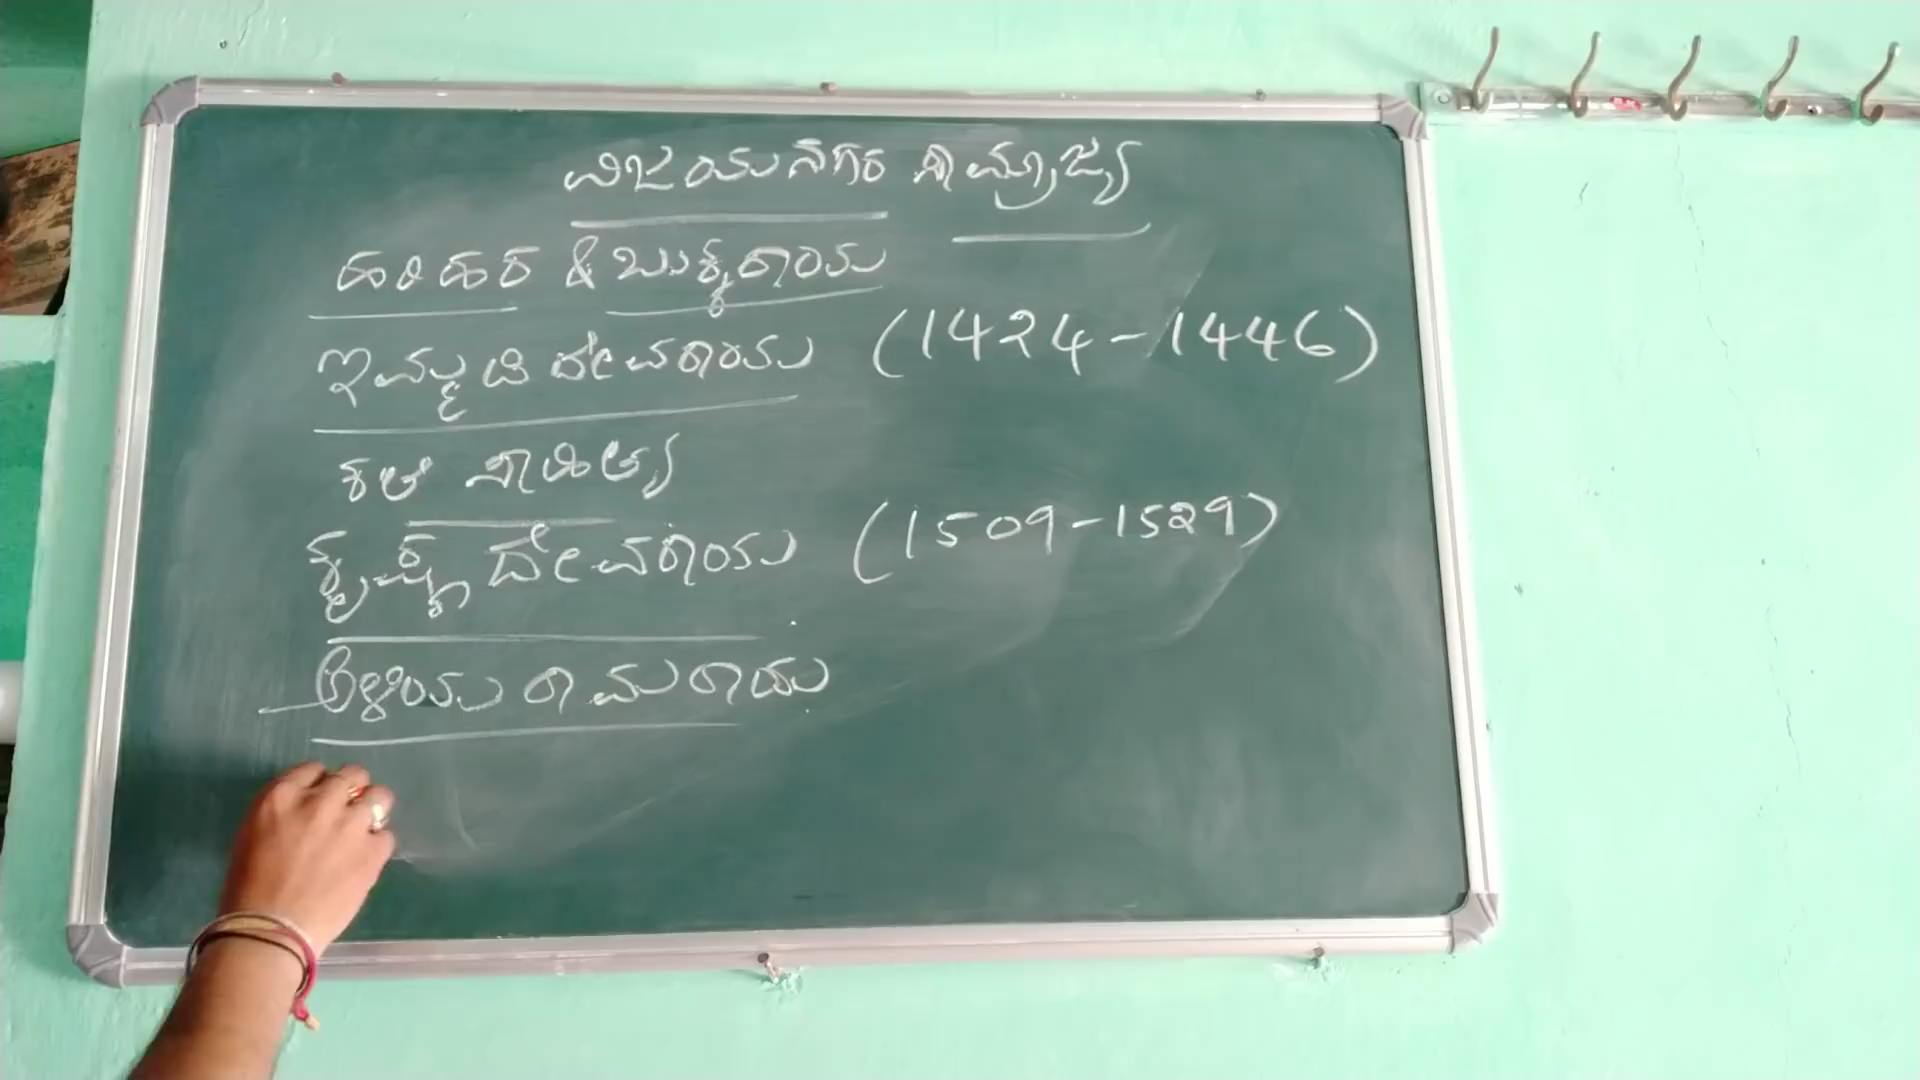 ವಿಜಯನಗರ ಸಾಮ್ರಾಜ್ಯ
ಹರಿಹರ & ಬುಕ್ಕರಾಯ
ಇಮ್ಮಡಿ ದೇವರಾಯ (1424-1446)
ಕಲೆ ಸಾಹಿತ್ಯ
ಕೃಷ್ಣದೇವರಾಯ (1509-1529)
ಅಳಿಯ ರಾಮರಾಯ